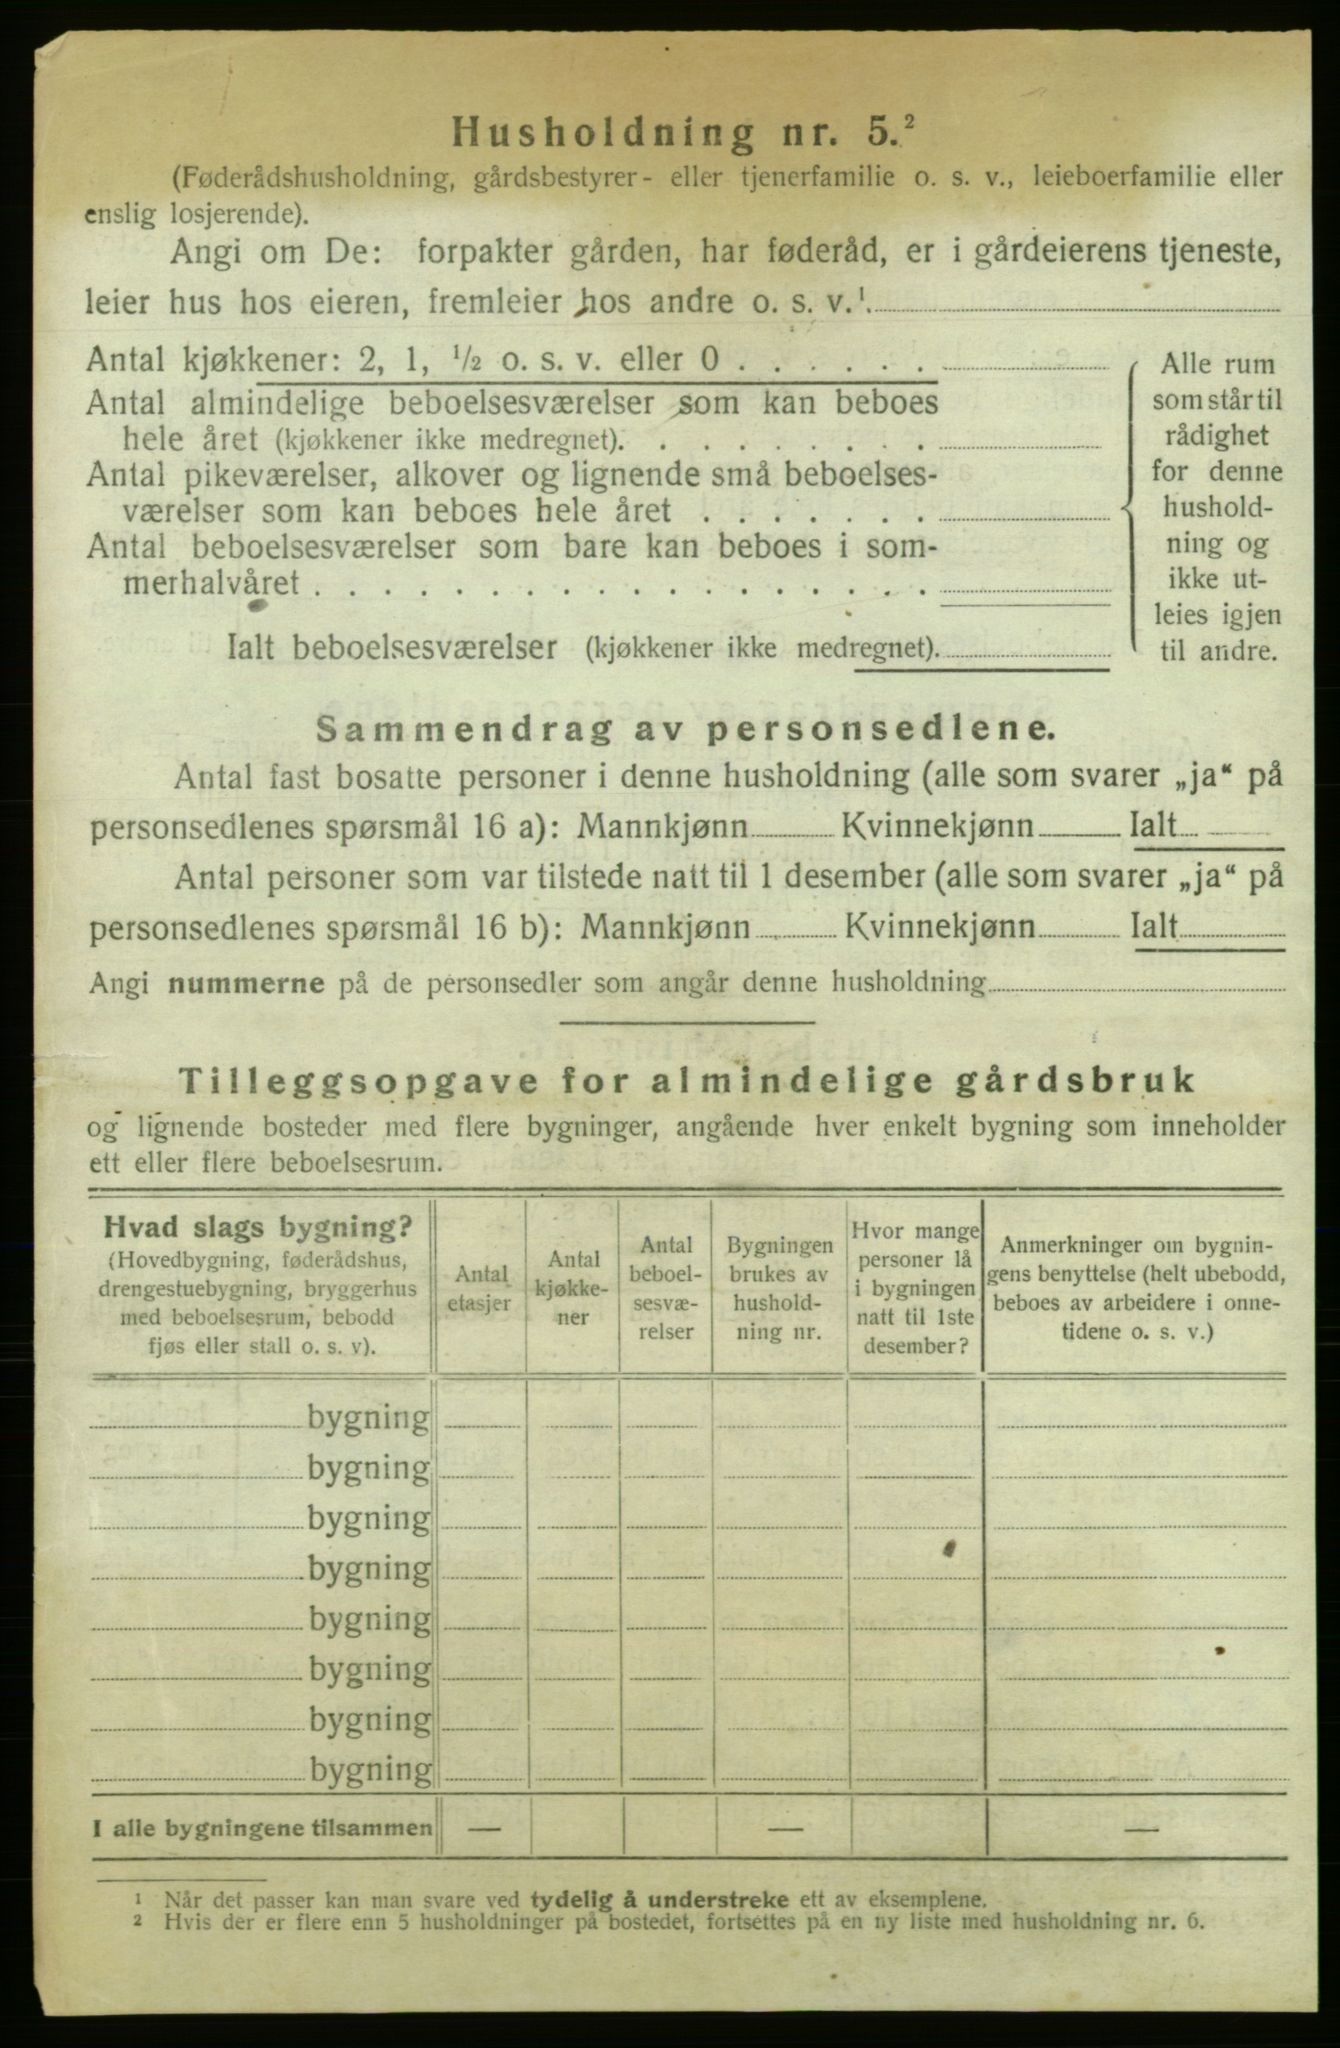 Husholdning nr. 5.²
(Føderådshusholdning, gårdsbestyrer- eller tjenerfamilie o. s. v., leieboerfamilie eller
enslig losjerende).
Angi om De: forpakter gården, har føderåd, er i gårdeierens tjeneste,
leier hus hos eieren, fremleier hos andre o. s. v.¹
Antal kjøkkener: 2, 1, ½ o. s. v. eller 0 . . . . . .
Antal almindelige beboelsesværelser som kan beboes
hele året (kjøkkener ikke medregnet). . . . . . . . . .
Antal pikeværelser, alkover og lignende små beboelses-
værelser som kan beboes hele året . . . . . . .
Antal beboelsesværelser som bare kan beboes i som-
merhalvåret . . . . . . . . . . . . . . . . . .
Ialt beboelsesværelser (kjøkkener ikke medregnet).
Alle rum
som står til
rådighet
for denne
hushold-
ning og
ikke ut-
leies igjen
til andre.
Sammendrag av personsedlene.
Antal fast bosatte personer i denne husholdning (alle som svarer „ja“ på
personsedlenes spørsmål 16 a): Mannkjønn Kvinnekjønn Ialt
Antal personer som var tilstede natt til 1 desember (alle som svarer „ja“ på
personsedlenes spørsmål 16 b): Mannkjønn Kvinnekjønn Ialt
Angi nummerne på de personsedler som angår denne husholdning
Tilleggsopgave for almindelige gårdsbruk
og lignende bosteder med flere bygninger, angående hver enkelt bygning som inneholder
ett eller flere beboelsesrum.
Hvad slags bygning?
(Hovedbygning, føderådshus,
drengestuebygning, bryggerhus
med beboelsesrum, bebodd
fjøs eller stall o. s. v).
Antal
etasjer
Antal
kjøkke-
ner
Antal
beboel-
sesvæ-
relser
Bygningen
brukes av
hushold-
ning nr.
Hvor mange
personer lå
i bygningen
natt til 1ste
desember?
Anmerkninger om bygnin-
gens benyttelse (helt ubebodd,
beboes av arbeidere i onne-
tidene o. s. v.)
bygning
bygning
bygning
bygning
bygning
bygning
bygning
bygning
I alle bygningene tilsammen — — —
¹ Når det passer kan man svare ved tydelig å understreke ett av eksemplene.
² Hvis der er flere enn 5 husholdninger på bostedet, fortsettes på en ny liste med husholdning nr. 6.